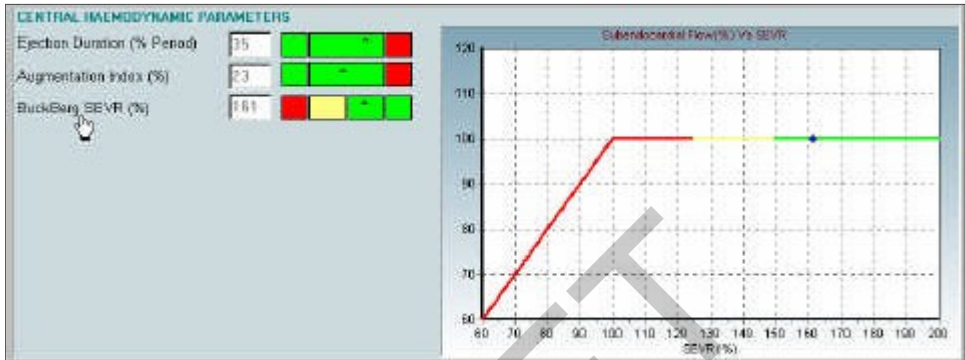 CENTRAL HAEMODYNAMIC PARAMETERS
Ejection Duration (% Period) 35
Augmentation Index (%) 23
BuckBerg SEVR (%) 161
Subendocardial Flow(%) Vs SEVR
120
110
100
90
80
70
60
60 70 80 90 100 110 120 130 140 150 160 170 180 190 200
SEVR(%)